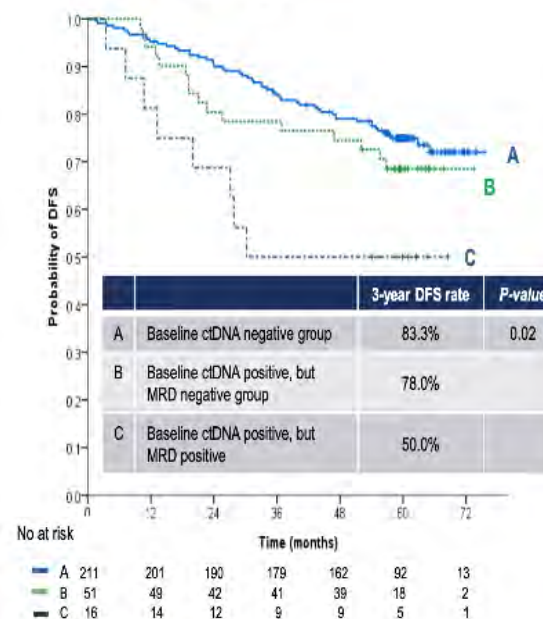 1.0
0.9
0.8
0.7
0.6
0.5
0.4
0.3
0.2
0.1
0.0
Probability of DFS
A
B
C
3-year DFS rate P-value
A Baseline ctDNA negative group 83.3% 0.02
B Baseline ctDNA positive, but
MRD negative group 78.0%
C Baseline ctDNA positive, but
MRD positive 50.0%
0 12 24 36 48 60 72
Time (months)
No at risk
A 211 201 190 179 162 92 13
B 51 49 42 41 39 18 2
C 16 14 12 9 9 5 1